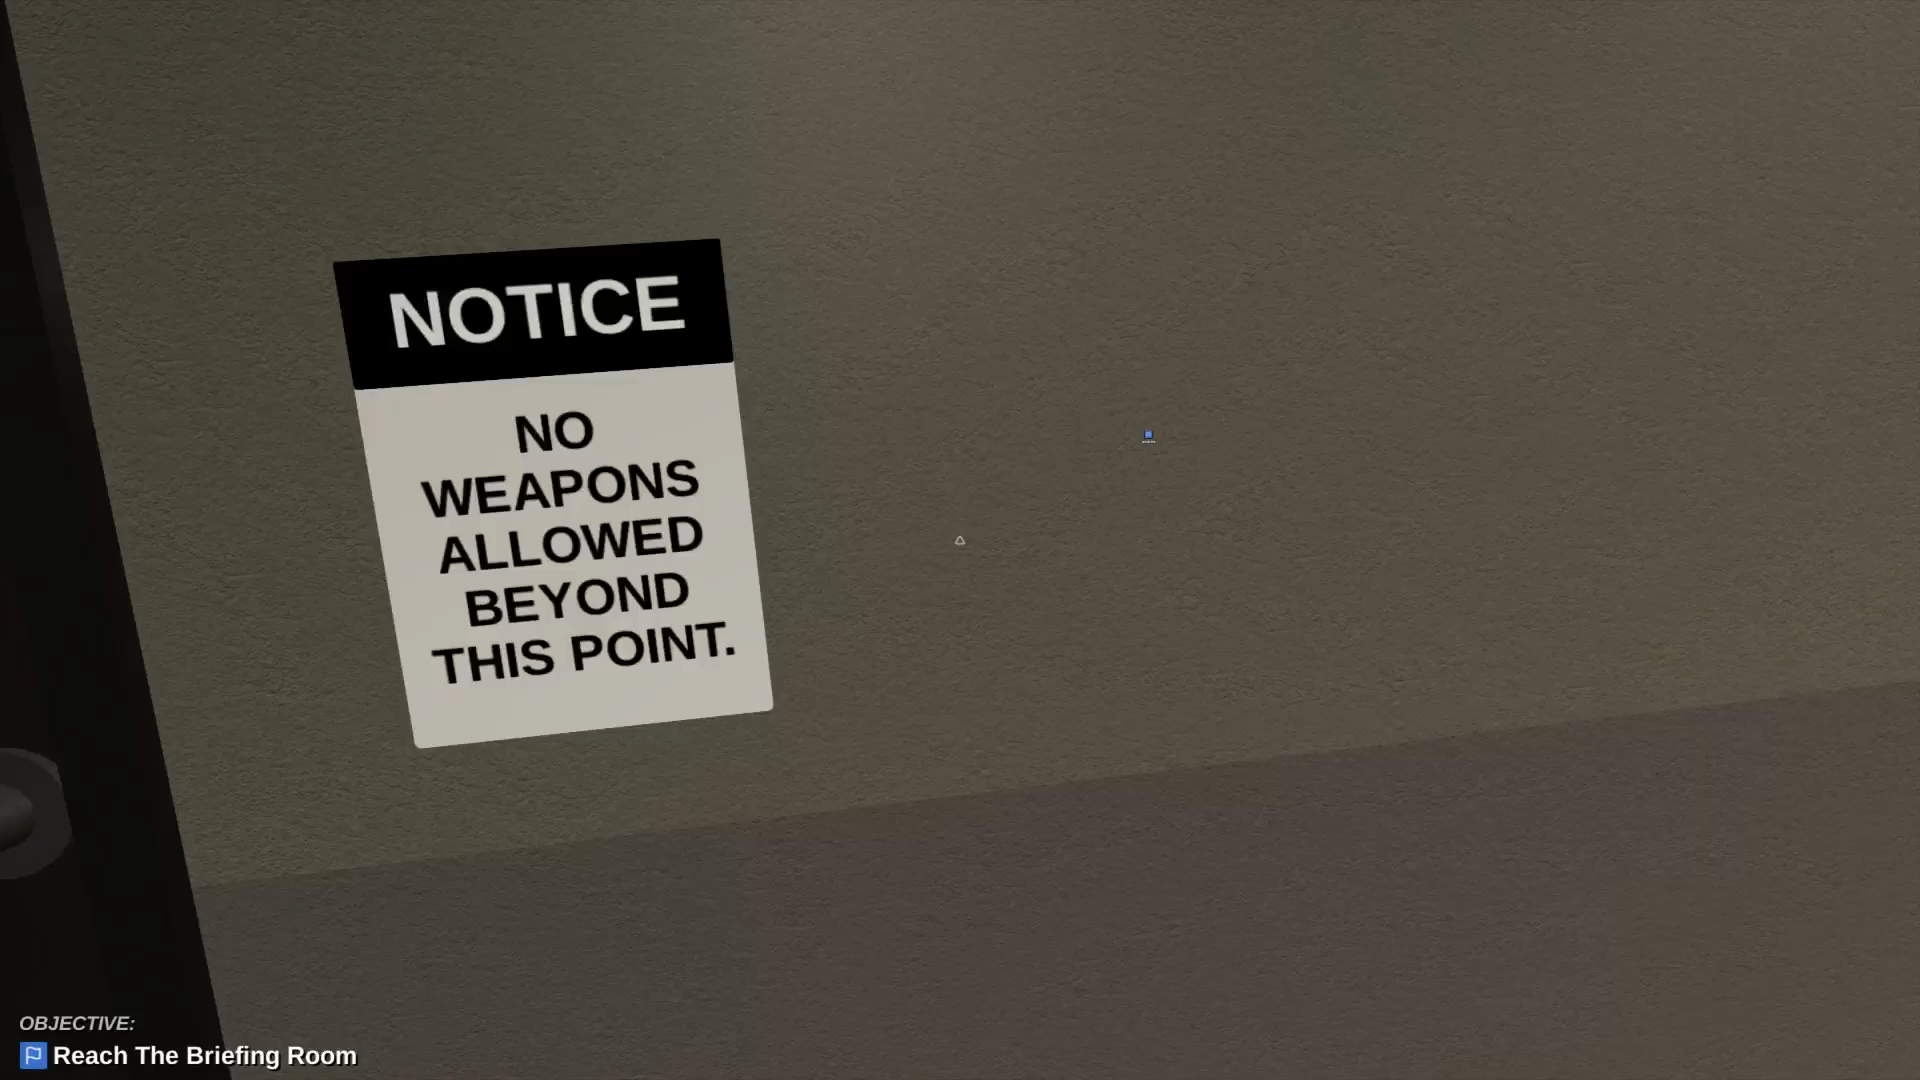 NOTICE
NO
WEAPONS
ALLOWED
BEYOND
THIS POINT.
OBJECTIVE:
Reach The Briefing Room